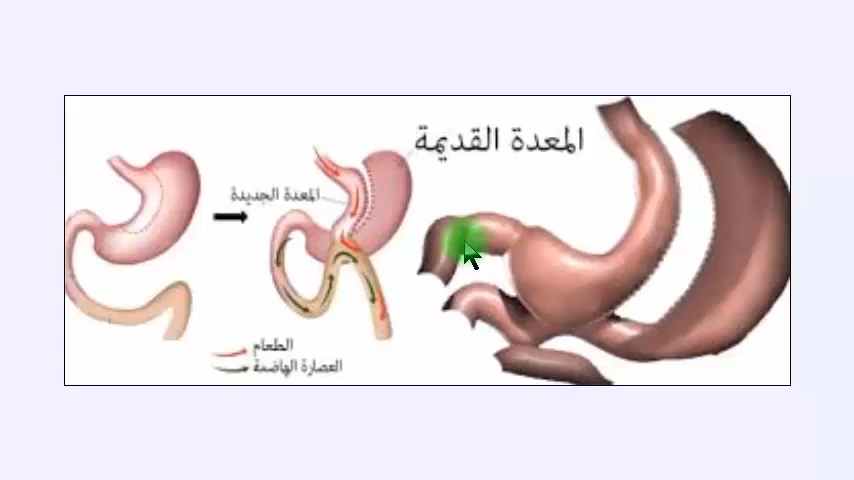 المعدة القديمة
المعدة الجديدة
الطعام
العصارة الهاضمة